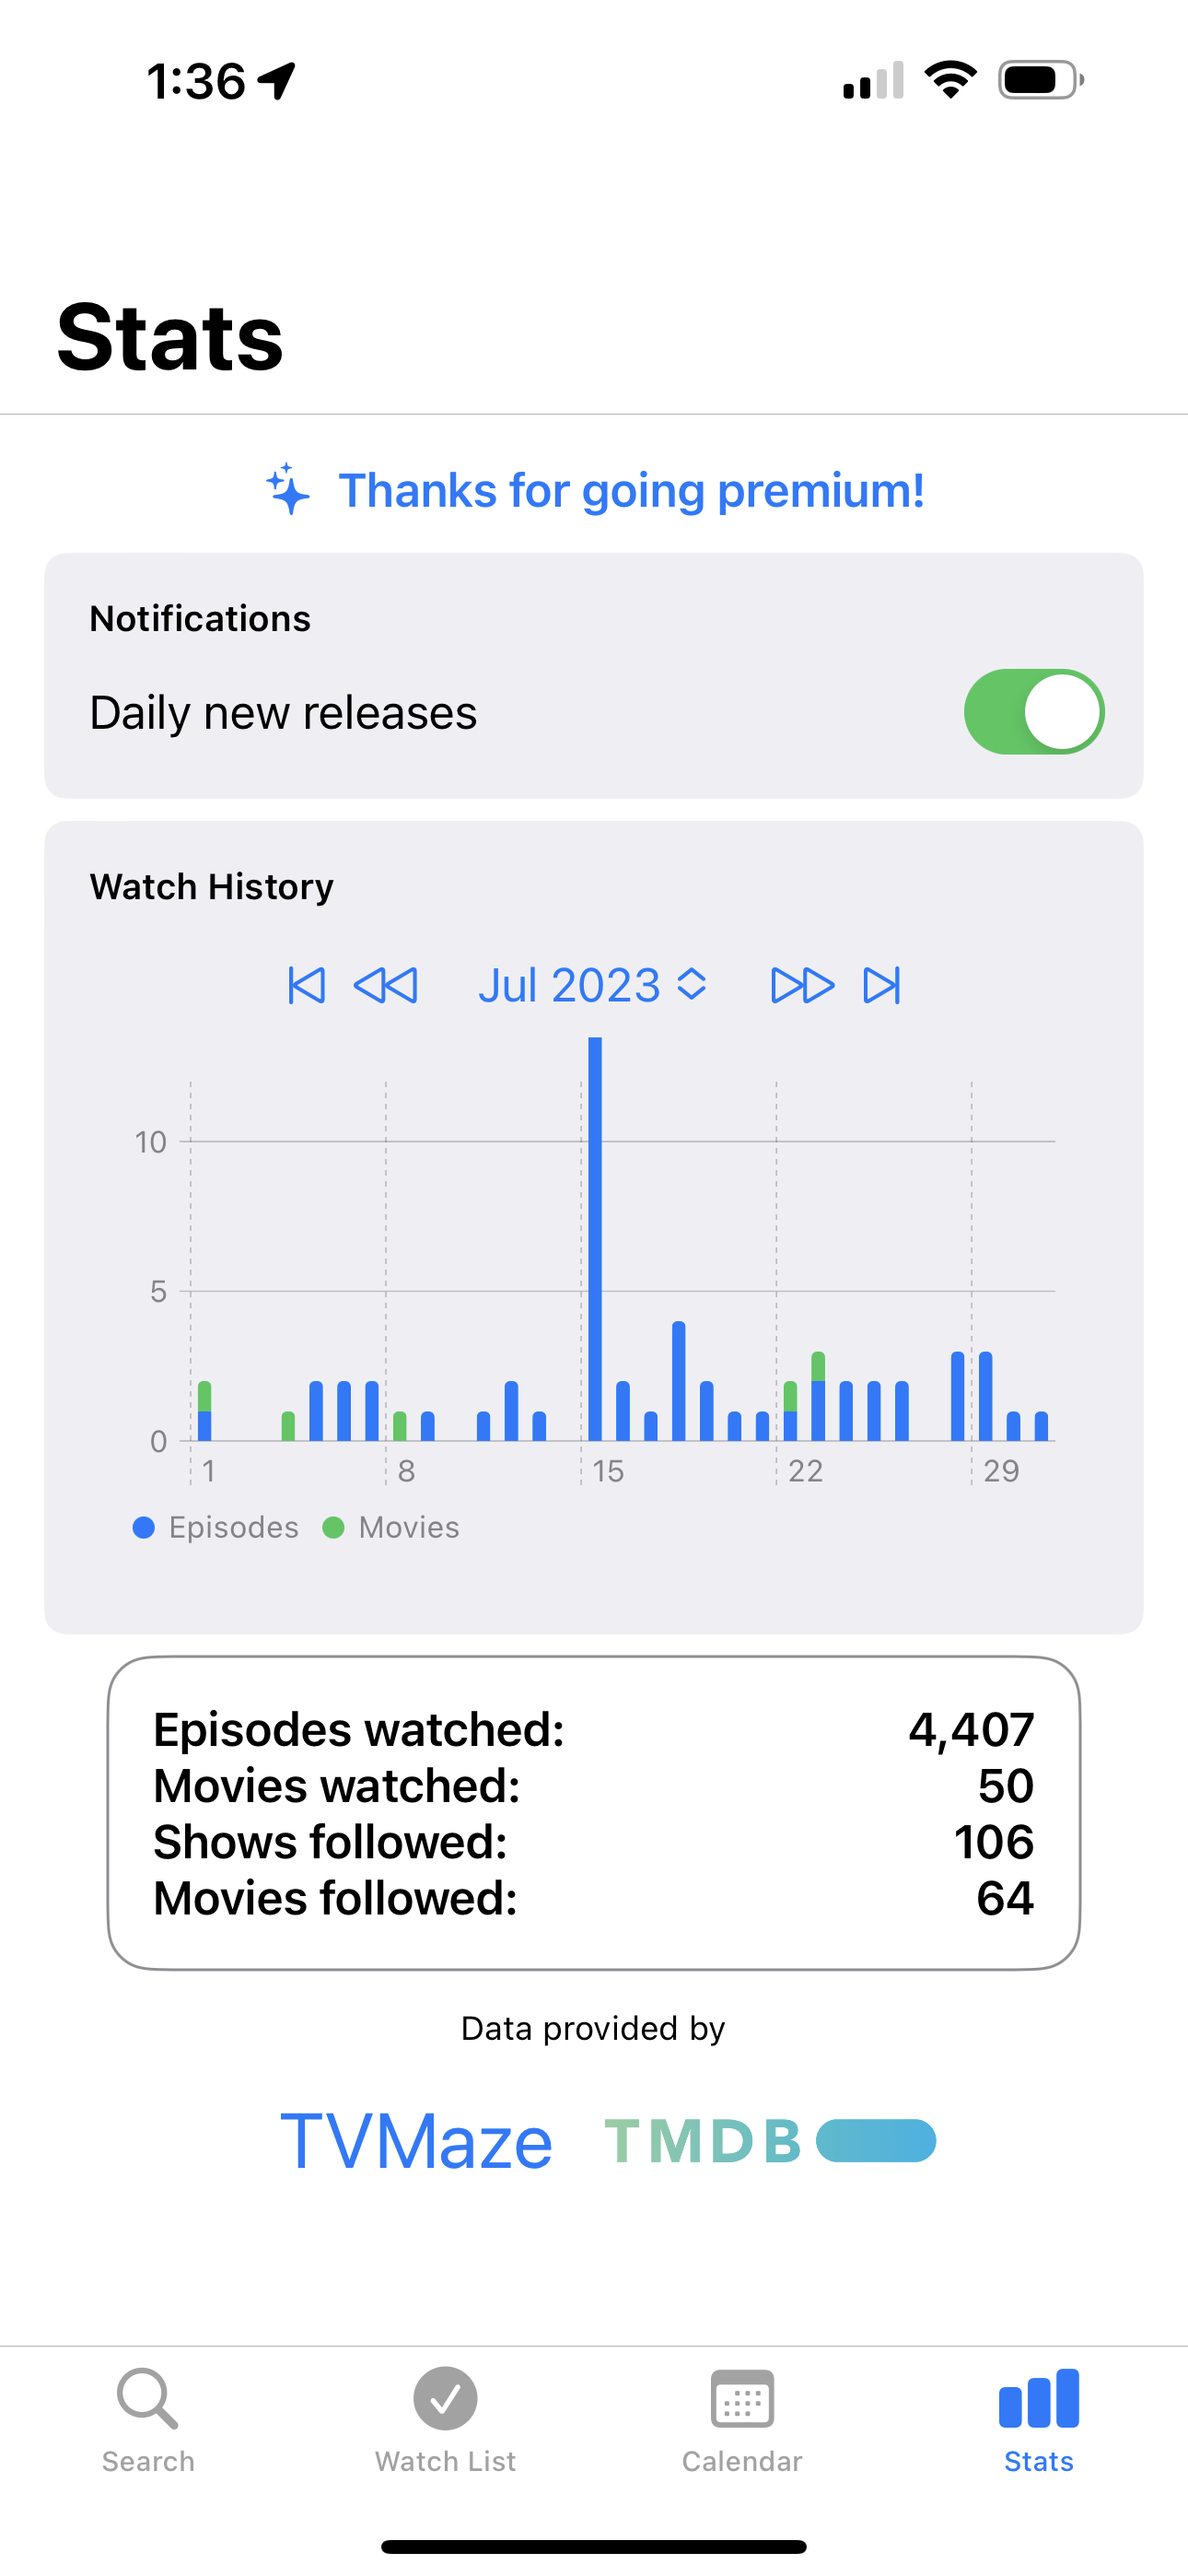 1:36
Stats
Thanks for going premium!
Notifications
Daily new releases
Watch History
Jul 2023
10
5
0
1 8 15 22 29
Episodes Movies
Episodes watched: 4,407
Movies watched: 50
Shows followed: 106
Movies followed: 64
Data provided by
TVMaze TMDB
Search Watch List Calendar Stats